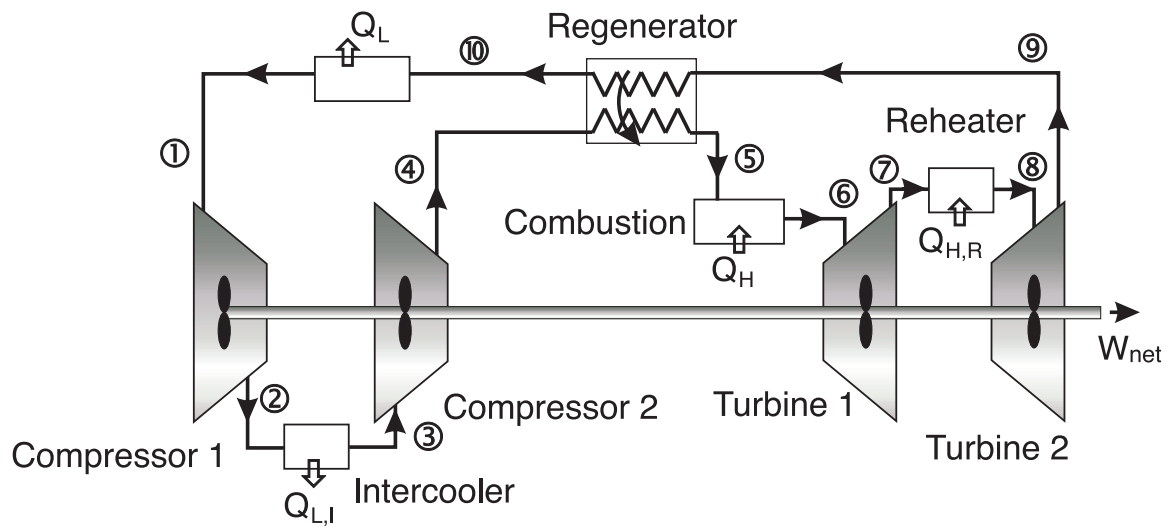 Q_L
⑩
Regenerator
⑨
Reheater
①
④
⑤
⑦
⑧
⑥
Combustion
Q_H
Q_H,R
W_net
②
③
Compressor 2
Turbine 1
Turbine 2
Compressor 1
Intercooler
Q_L,I